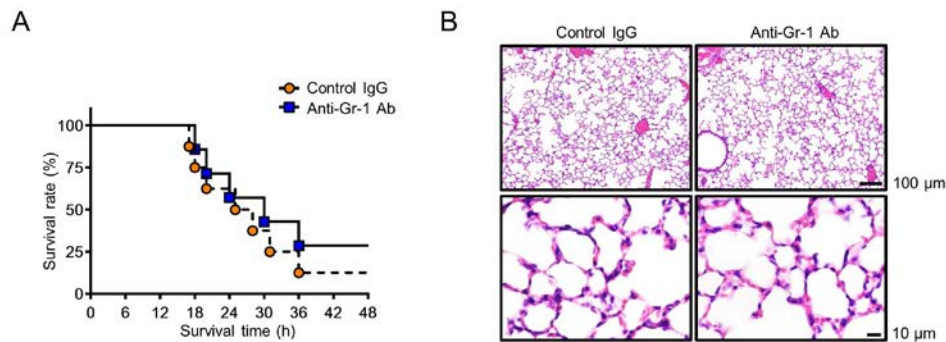 A
Control IgG
Anti-Gr-1 Ab
Survival rate (%)
100
75
50
25
0
0 6 12 18 24 30 36 42 48
Survival time (h)
B
Control IgG Anti-Gr-1 Ab
100 µm
10 µm